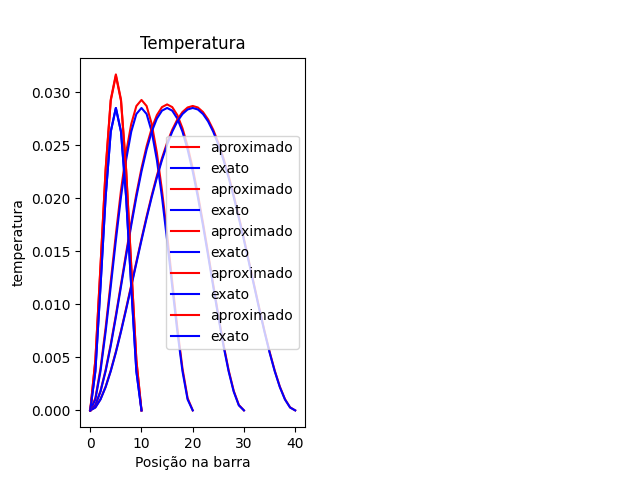 Temperatura
temperatura
0.030
0.025
0.020
0.015
0.010
0.005
0.000
aproximado
exato
aproximado
exato
aproximado
exato
aproximado
exato
aproximado
exato
0 10 20 30 40
Posição na barra